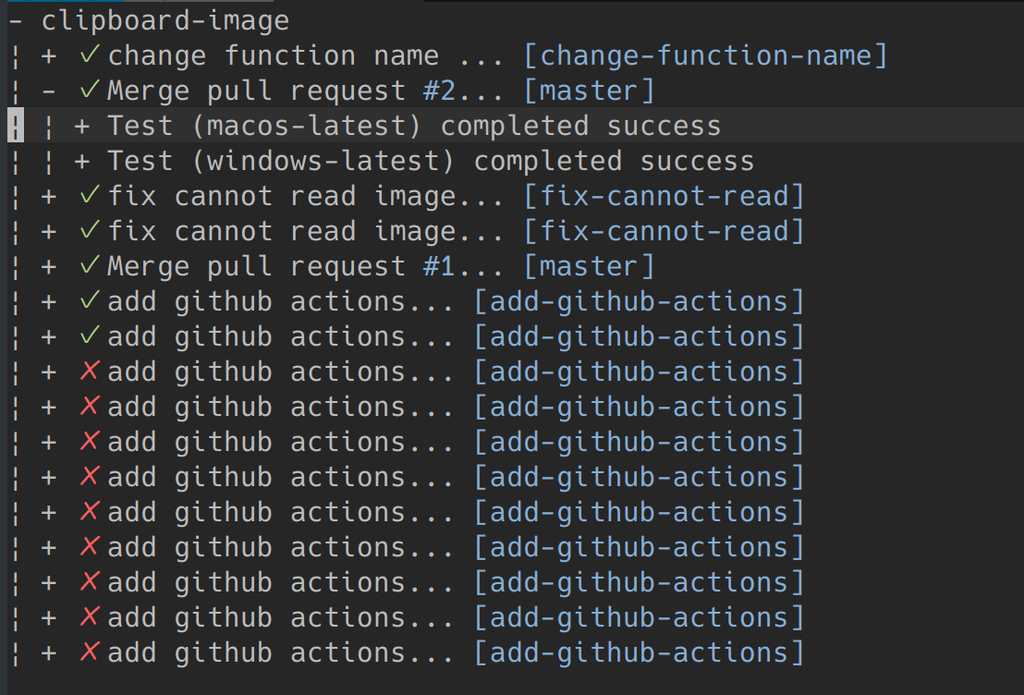 - clipboard-image
¦ + ✓change function name ... [change-function-name]
¦ - ✓Merge pull request #2... [master]
¦ ¦ + Test (macos-latest) completed success
¦ ¦ + Test (windows-latest) completed success
¦ + ✓fix cannot read image... [fix-cannot-read]
¦ + ✓fix cannot read image... [fix-cannot-read]
¦ + ✓Merge pull request #1... [master]
¦ + ✓add github actions... [add-github-actions]
¦ + ✓add github actions... [add-github-actions]
¦ + ✗add github actions... [add-github-actions]
¦ + ✗add github actions... [add-github-actions]
¦ + ✗add github actions... [add-github-actions]
¦ + ✗add github actions... [add-github-actions]
¦ + ✗add github actions... [add-github-actions]
¦ + ✗add github actions... [add-github-actions]
¦ + ✗add github actions... [add-github-actions]
¦ + ✗add github actions... [add-github-actions]
¦ + ✗add github actions... [add-github-actions]